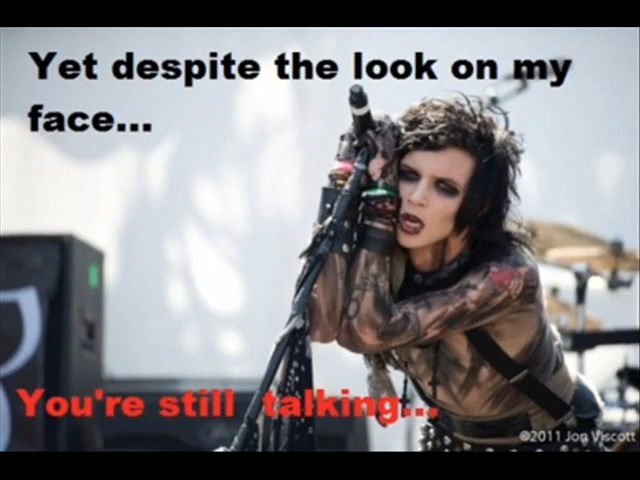 Yet despite the look on my
face...
You're still talking...
©2011 Jon Viscott